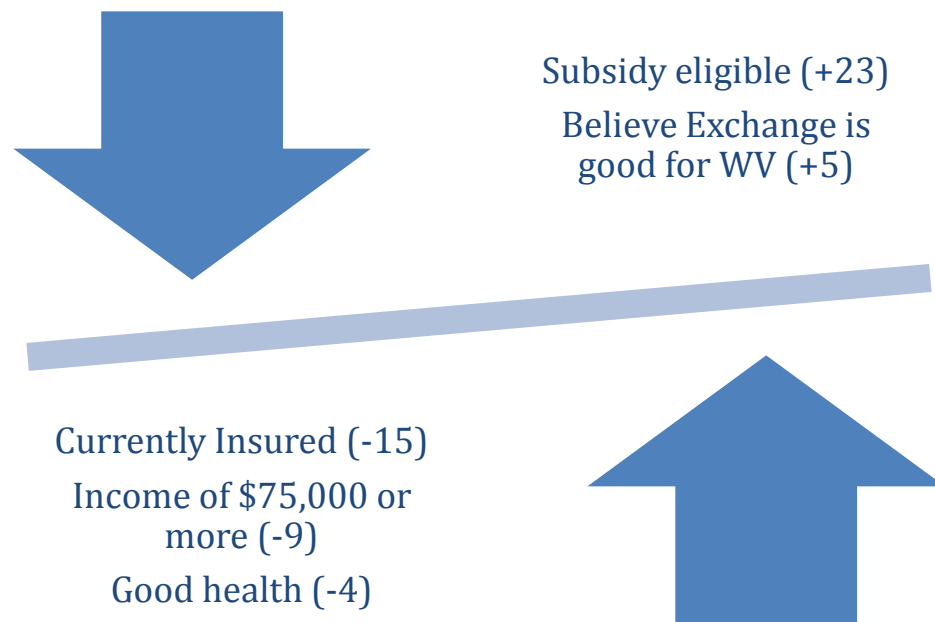 Subsidy eligible (+23)
Believe Exchange is
good for WV (+5)
Currently Insured (-15)
Income of $75,000 or
more (-9)
Good health (-4)